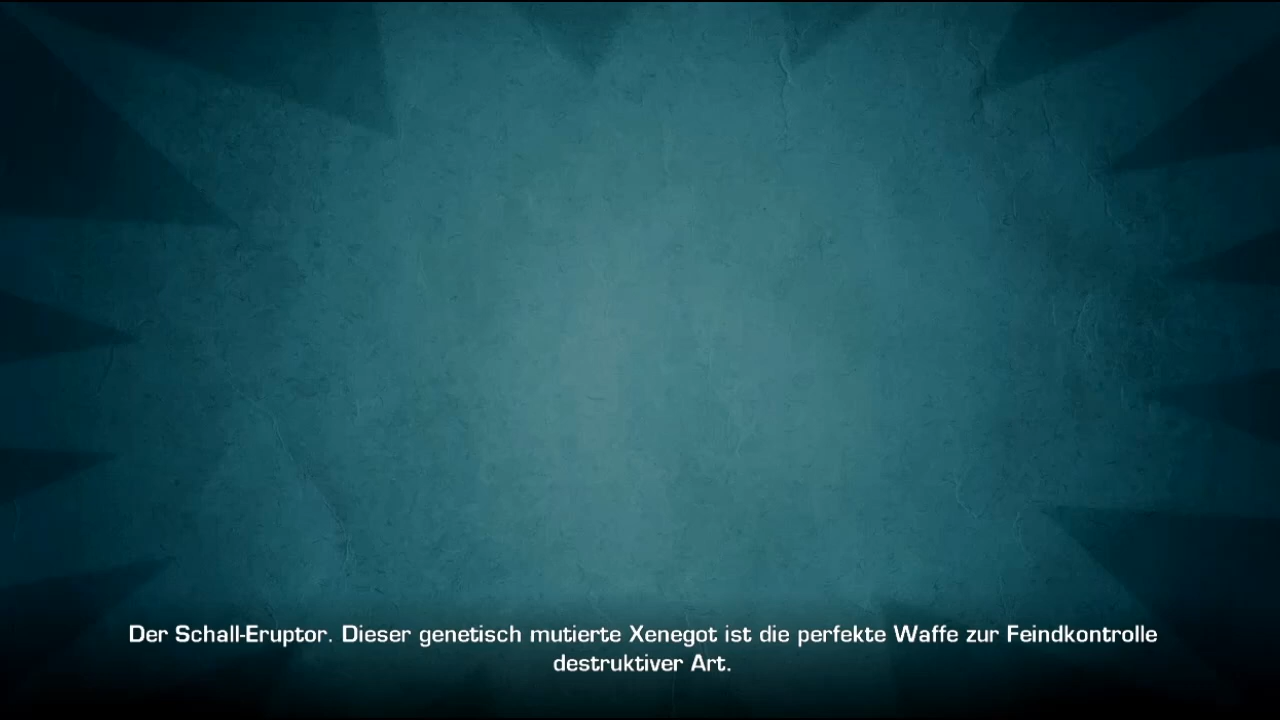 Der Schall-Eruptor. Dieser genetisch mutierte Xenegot ist die perfekte Waffe zur Feindkontrolle
destruktiver Art.